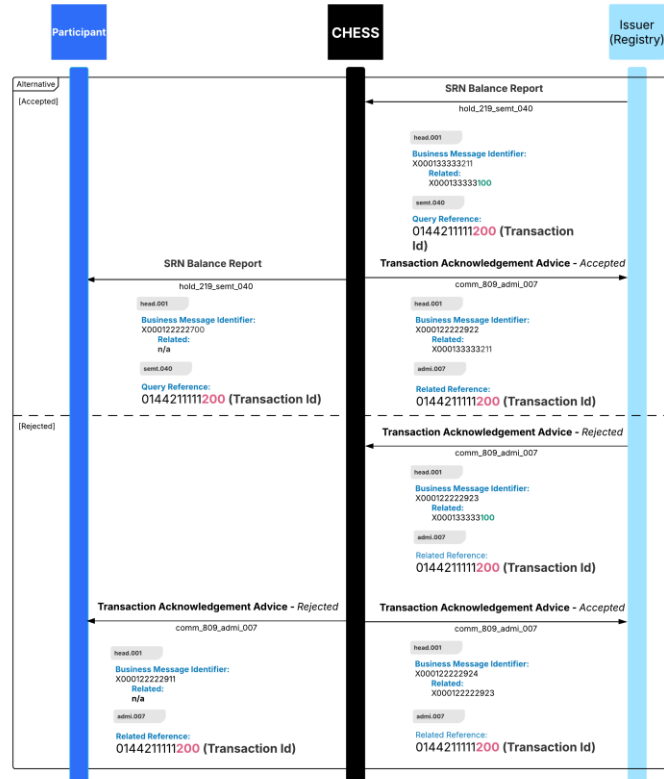 Participant
CHESS
Issuer
(Registry)
Alternative
[Accepted]
SRN Balance Report
hold_219_semt_040
head.001
Business Message Identifier:
X000133333211
Related:
X000133333100
semt.040
Query Reference:
0144211111200 (Transaction
Id)
SRN Balance Report
hold_219_semt_040
head.001
Business Message Identifier:
X000122222700
Related:
n/a
semt.040
Query Reference:
0144211111200 (Transaction Id)
Transaction Acknowledgement Advice - Accepted
comm_809_admi_007
head.001
Business Message Identifier:
X000122222922
Related:
X000133333211
admi.007
Related Reference:
0144211111200 (Transaction Id)
[Rejected]
Transaction Acknowledgement Advice - Rejected
comm_809_admi_007
head.001
Business Message Identifier:
X000122222923
Related:
X000133333100
admi.007
Related Reference:
0144211111200 (Transaction Id)
Transaction Acknowledgement Advice - Rejected
comm_809_admi_007
head.001
Business Message Identifier:
X000122222911
Related:
n/a
admi.007
Related Reference:
0144211111200 (Transaction Id)
Transaction Acknowledgement Advice - Accepted
comm_809_admi_007
head.001
Business Message Identifier:
X000122222924
Related:
X000122222923
admi.007
Related Reference:
0144211111200 (Transaction Id)